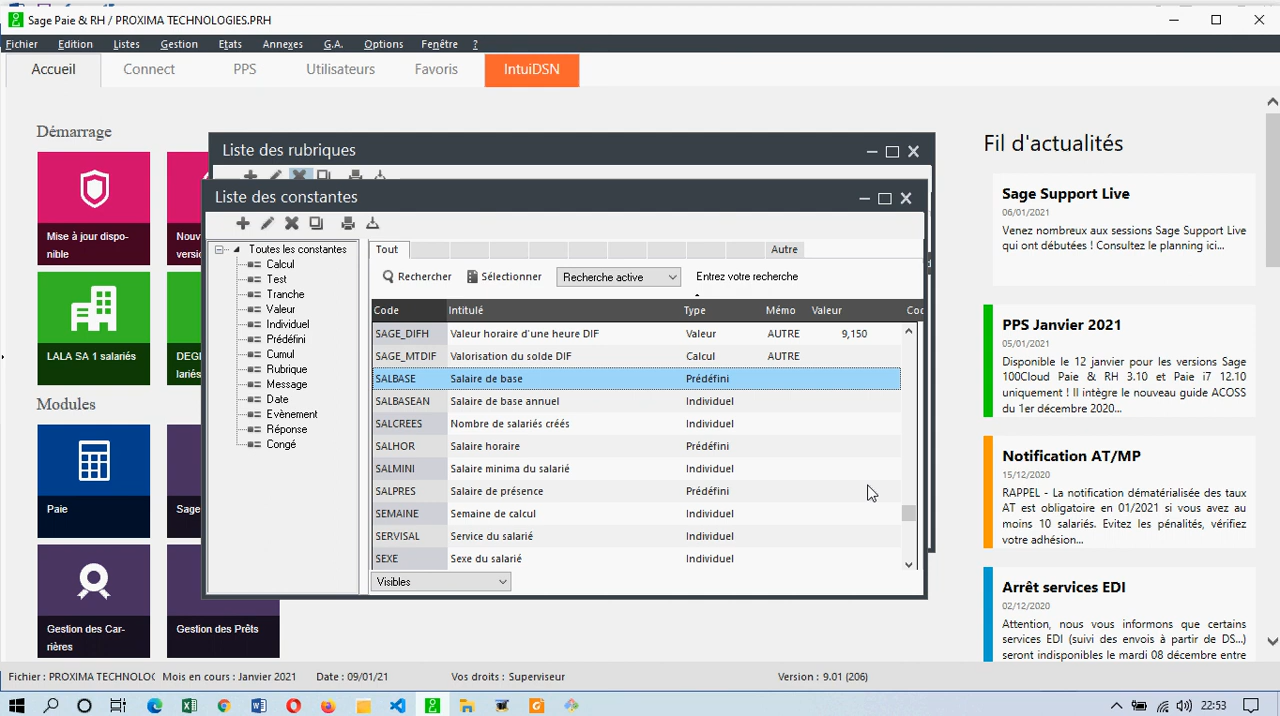 Sage Paie & RH / PROXIMA TECHNOLOGIES.PRH
Fichier Edition Listes Gestion Etats Annexes G.A. Options Fenêtre ?
Accueil Connect PPS Utilisateurs Favoris IntuiDSN
Démarrage
Mise à jour dispo-
nible
Nouv
versio
LALA SA 1 salariés
DEG
lariés
Modules
Paie
Sage
Gestion des Car-
rières
Gestion des Prêts
Liste des rubriques
Liste des constantes
Toutes les constantes
Calcul
Test
Tranche
Valeur
Individuel
Prédéfini
Cumul
Rubrique
Message
Date
Evènement
Réponse
Congé
Tout Autre
Rechercher Sélectionner Recherche active Entrez votre recherche
Code Intitulé Type Mémo Valeur Coc
SAGE_DIFH Valeur horaire d'une heure DIF Valeur AUTRE 9,150
SAGE_MTDIF Valorisation du solde DIF Calcul AUTRE
SALBASE Salaire de base Prédéfini
SALBASEAN Salaire de base annuel Individuel
SALCREES Nombre de salariés créés Individuel
SALHOR Salaire horaire Prédéfini
SALMINI Salaire minima du salarié Individuel
SALPRES Salaire de présence Prédéfini
SEMAINE Semaine de calcul Individuel
SERVISAL Service du salarié Individuel
SEXE Sexe du salarié Individuel
Visibles
Fil d'actualités
Sage Support Live
06/01/2021
Venez nombreux aux sessions Sage Support Live
qui ont débutées ! Consultez le planning ici...
PPS Janvier 2021
05/01/2021
Disponible le 12 janvier pour les versions Sage
100Cloud Paie & RH 3.10 et Paie i7 12.10
uniquement ! Il intègre le nouveau guide ACOSS
du 1er décembre 2020...
Notification AT/MP
15/12/2020
RAPPEL - La notification dématérialisée des taux
AT est obligatoire en 01/2021 si vous avez au
moins 10 salariés. Evitez les pénalités, vérifiez
votre adhésion...
Arrêt services EDI
02/12/2020
Attention, nous vous informons que certains
services EDI (suivi des envois à partir de DS...)
seront indisponibles le mardi 08 décembre entre
Fichier : PROXIMA TECHNOLOC Mois en cours : Janvier 2021 Date : 09/01/21 Vos droits : Superviseur Version : 9.01 (206)
22:53